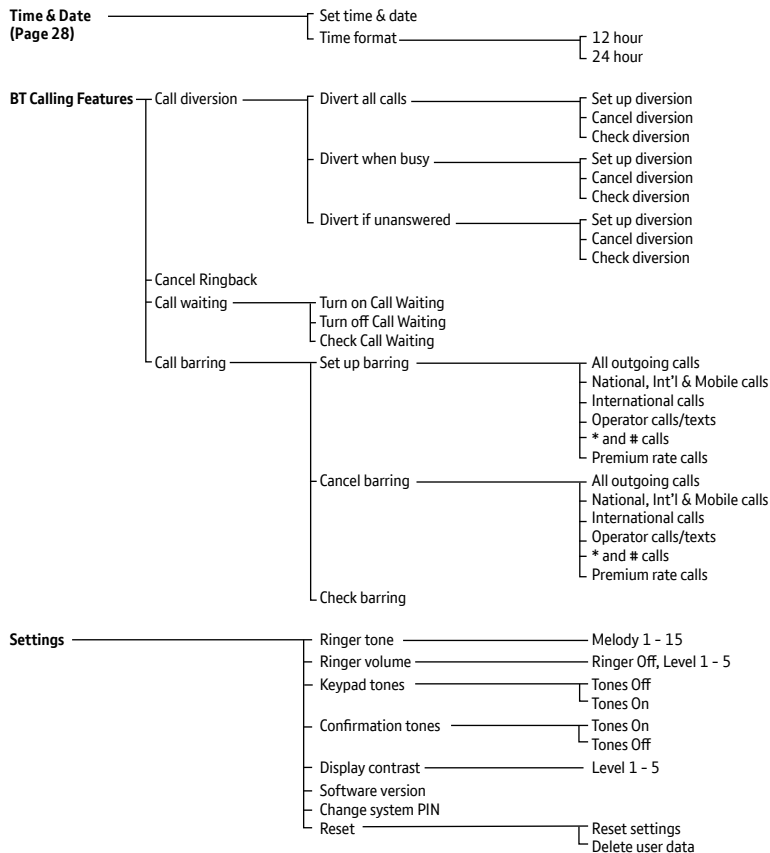 Time & Date Set time & date
(Page 28) Time format 12 hour
24 hour
BT Calling Features Call diversion Divert all calls Set up diversion
Cancel diversion
Check diversion
Divert when busy Set up diversion
Cancel diversion
Check diversion
Divert if unanswered Set up diversion
Cancel diversion
Check diversion
Cancel Ringback
Call waiting Turn on Call Waiting
Turn off Call Waiting
Check Call Waiting
Call barring Set up barring All outgoing calls
National, Int'l & Mobile calls
International calls
Operator calls/texts
* and # calls
Premium rate calls
Cancel barring All outgoing calls
National, Int'l & Mobile calls
International calls
Operator calls/texts
* and # calls
Premium rate calls
Check barring
Settings Ringer tone Melody 1 - 15
Ringer volume Ringer Off, Level 1 - 5
Keypad tones Tones Off
Tones On
Confirmation tones Tones On
Tones Off
Display contrast Level 1 - 5
Software version
Change system PIN
Reset Reset settings
Delete user data